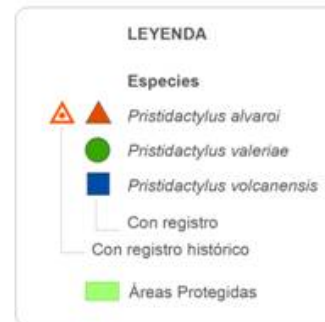 LEYENDA
Especies
Pristidactylus alvaroi
Pristidactylus valeriae
Pristidactylus volcanensis
Con registro
Con registro histórico
Áreas Protegidas